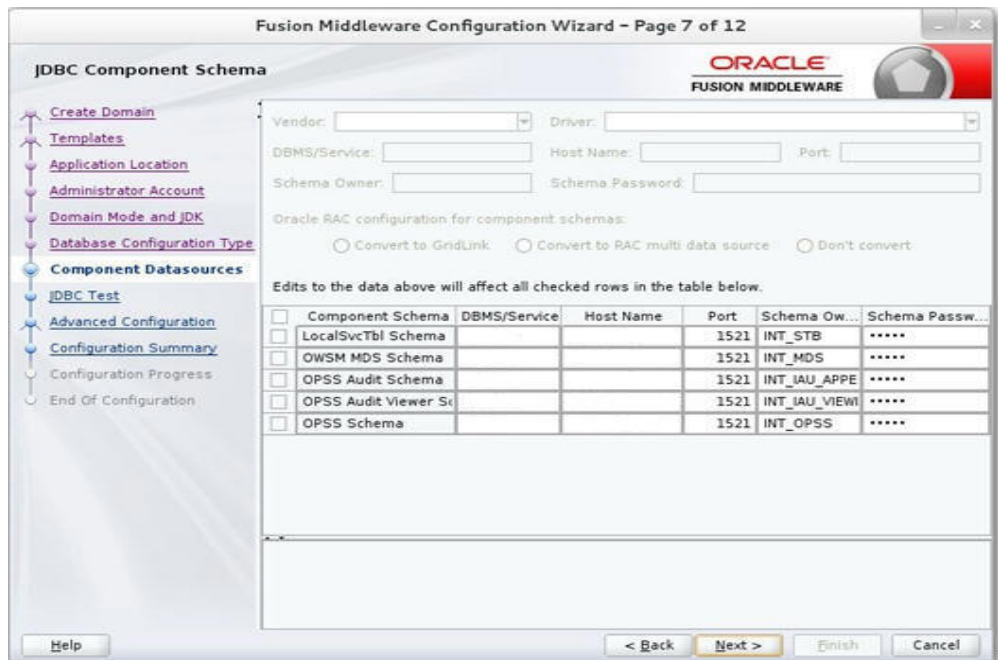 Fusion Middleware Configuration Wizard - Page 7 of 12
JDBC Component Schema
ORACLE
FUSION MIDDLEWARE
Create Domain
Templates
Application Location
Administrator Account
Domain Mode and JDK
Database Configuration Type
Component Datasources
JDBC Test
Advanced Configuration
Configuration Summary
Configuration Progress
End Of Configuration
Vendor: Driver:
DBMS/Service: Host Name: Port:
Schema Owner: Schema Password:
Oracle RAC configuration for component schemas:
Convert to GridLink Convert to RAC multi data source Don't convert
Edits to the data above will affect all checked rows in the table below.
Component Schema DBMS/Service Host Name Port Schema Ow... Schema Passw...
LocalSvcTbl Schema 1521 INT_STB •••••
OWSM MDS Schema 1521 INT_MDS •••••
OPSS Audit Schema 1521 INT_IAU_APPE •••••
OPSS Audit Viewer Sc 1521 INT_IAU_VIEWI •••••
OPSS Schema 1521 INT_OPSS •••••
Help < Back Next > Finish Cancel